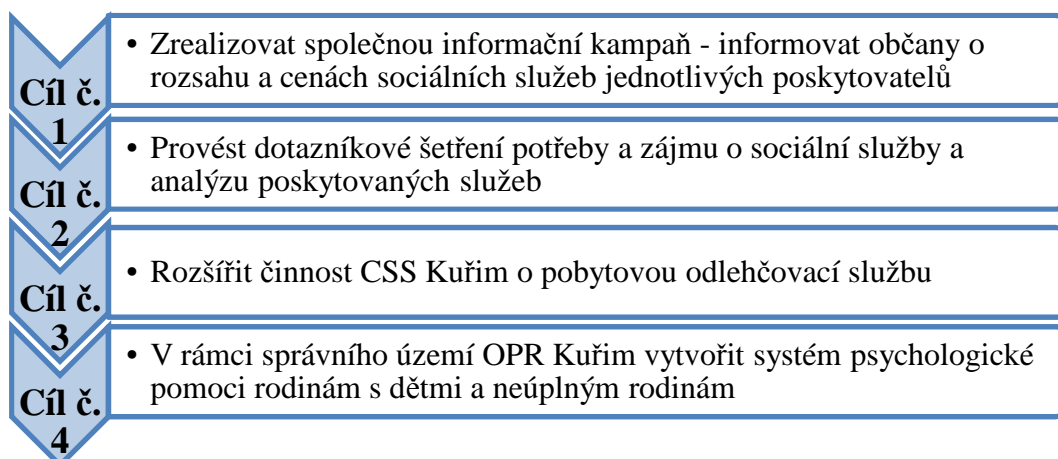 Cíl č.
1
• Zrealizovat společnou informační kampaň - informovat občany o
rozsahu a cenách sociálních služeb jednotlivých poskytovatelů
Cíl č.
2
• Provést dotazníkové šetření potřeby a zájmu o sociální služby a
analýzu poskytovaných služeb
Cíl č.
3
• Rozšířit činnost CSS Kuřim o pobytovou odlehčovací službu
Cíl č.
4
• V rámci správního území OPR Kuřim vytvořit systém psychologické
pomoci rodinám s dětmi a neúplným rodinám